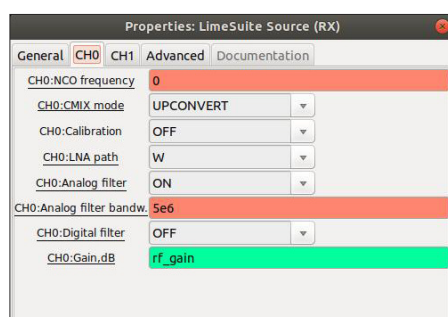 Properties: LimeSuite Source (RX)
General CH0 CH1 Advanced Documentation
CH0:NCO frequency 0
CH0:CMIX mode UPCONVERT
CH0:Calibration OFF
CH0:LNA path W
CH0:Analog filter ON
CH0:Analog filter bandw. 5e6
CH0:Digital filter OFF
CH0:Gain,dB rf_gain